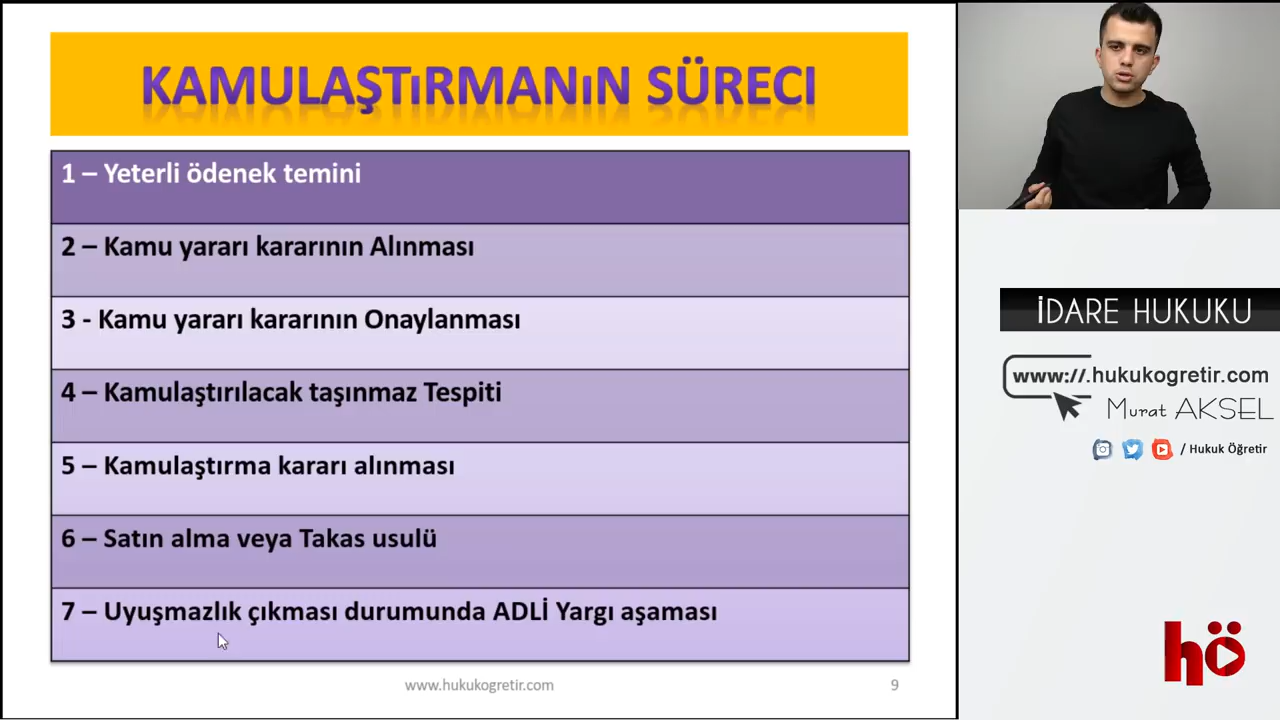 KAMULAŞTıRMANıN SÜRECI
1 – Yeterli ödenek temini
2 – Kamu yararı kararının Alınması
3 - Kamu yararı kararının Onaylanması
4 – Kamulaştırılacak taşınmaz Tespiti
5 – Kamulaştırma kararı alınması
6 – Satın alma veya Takas usulü
7 – Uyuşmazlık çıkması durumunda ADLİ Yargı aşaması
www.hukukogretir.com
9
İDARE HUKUKU
www://.hukukogretir.com
Murat AKSEL
/ Hukuk Öğretir
hö